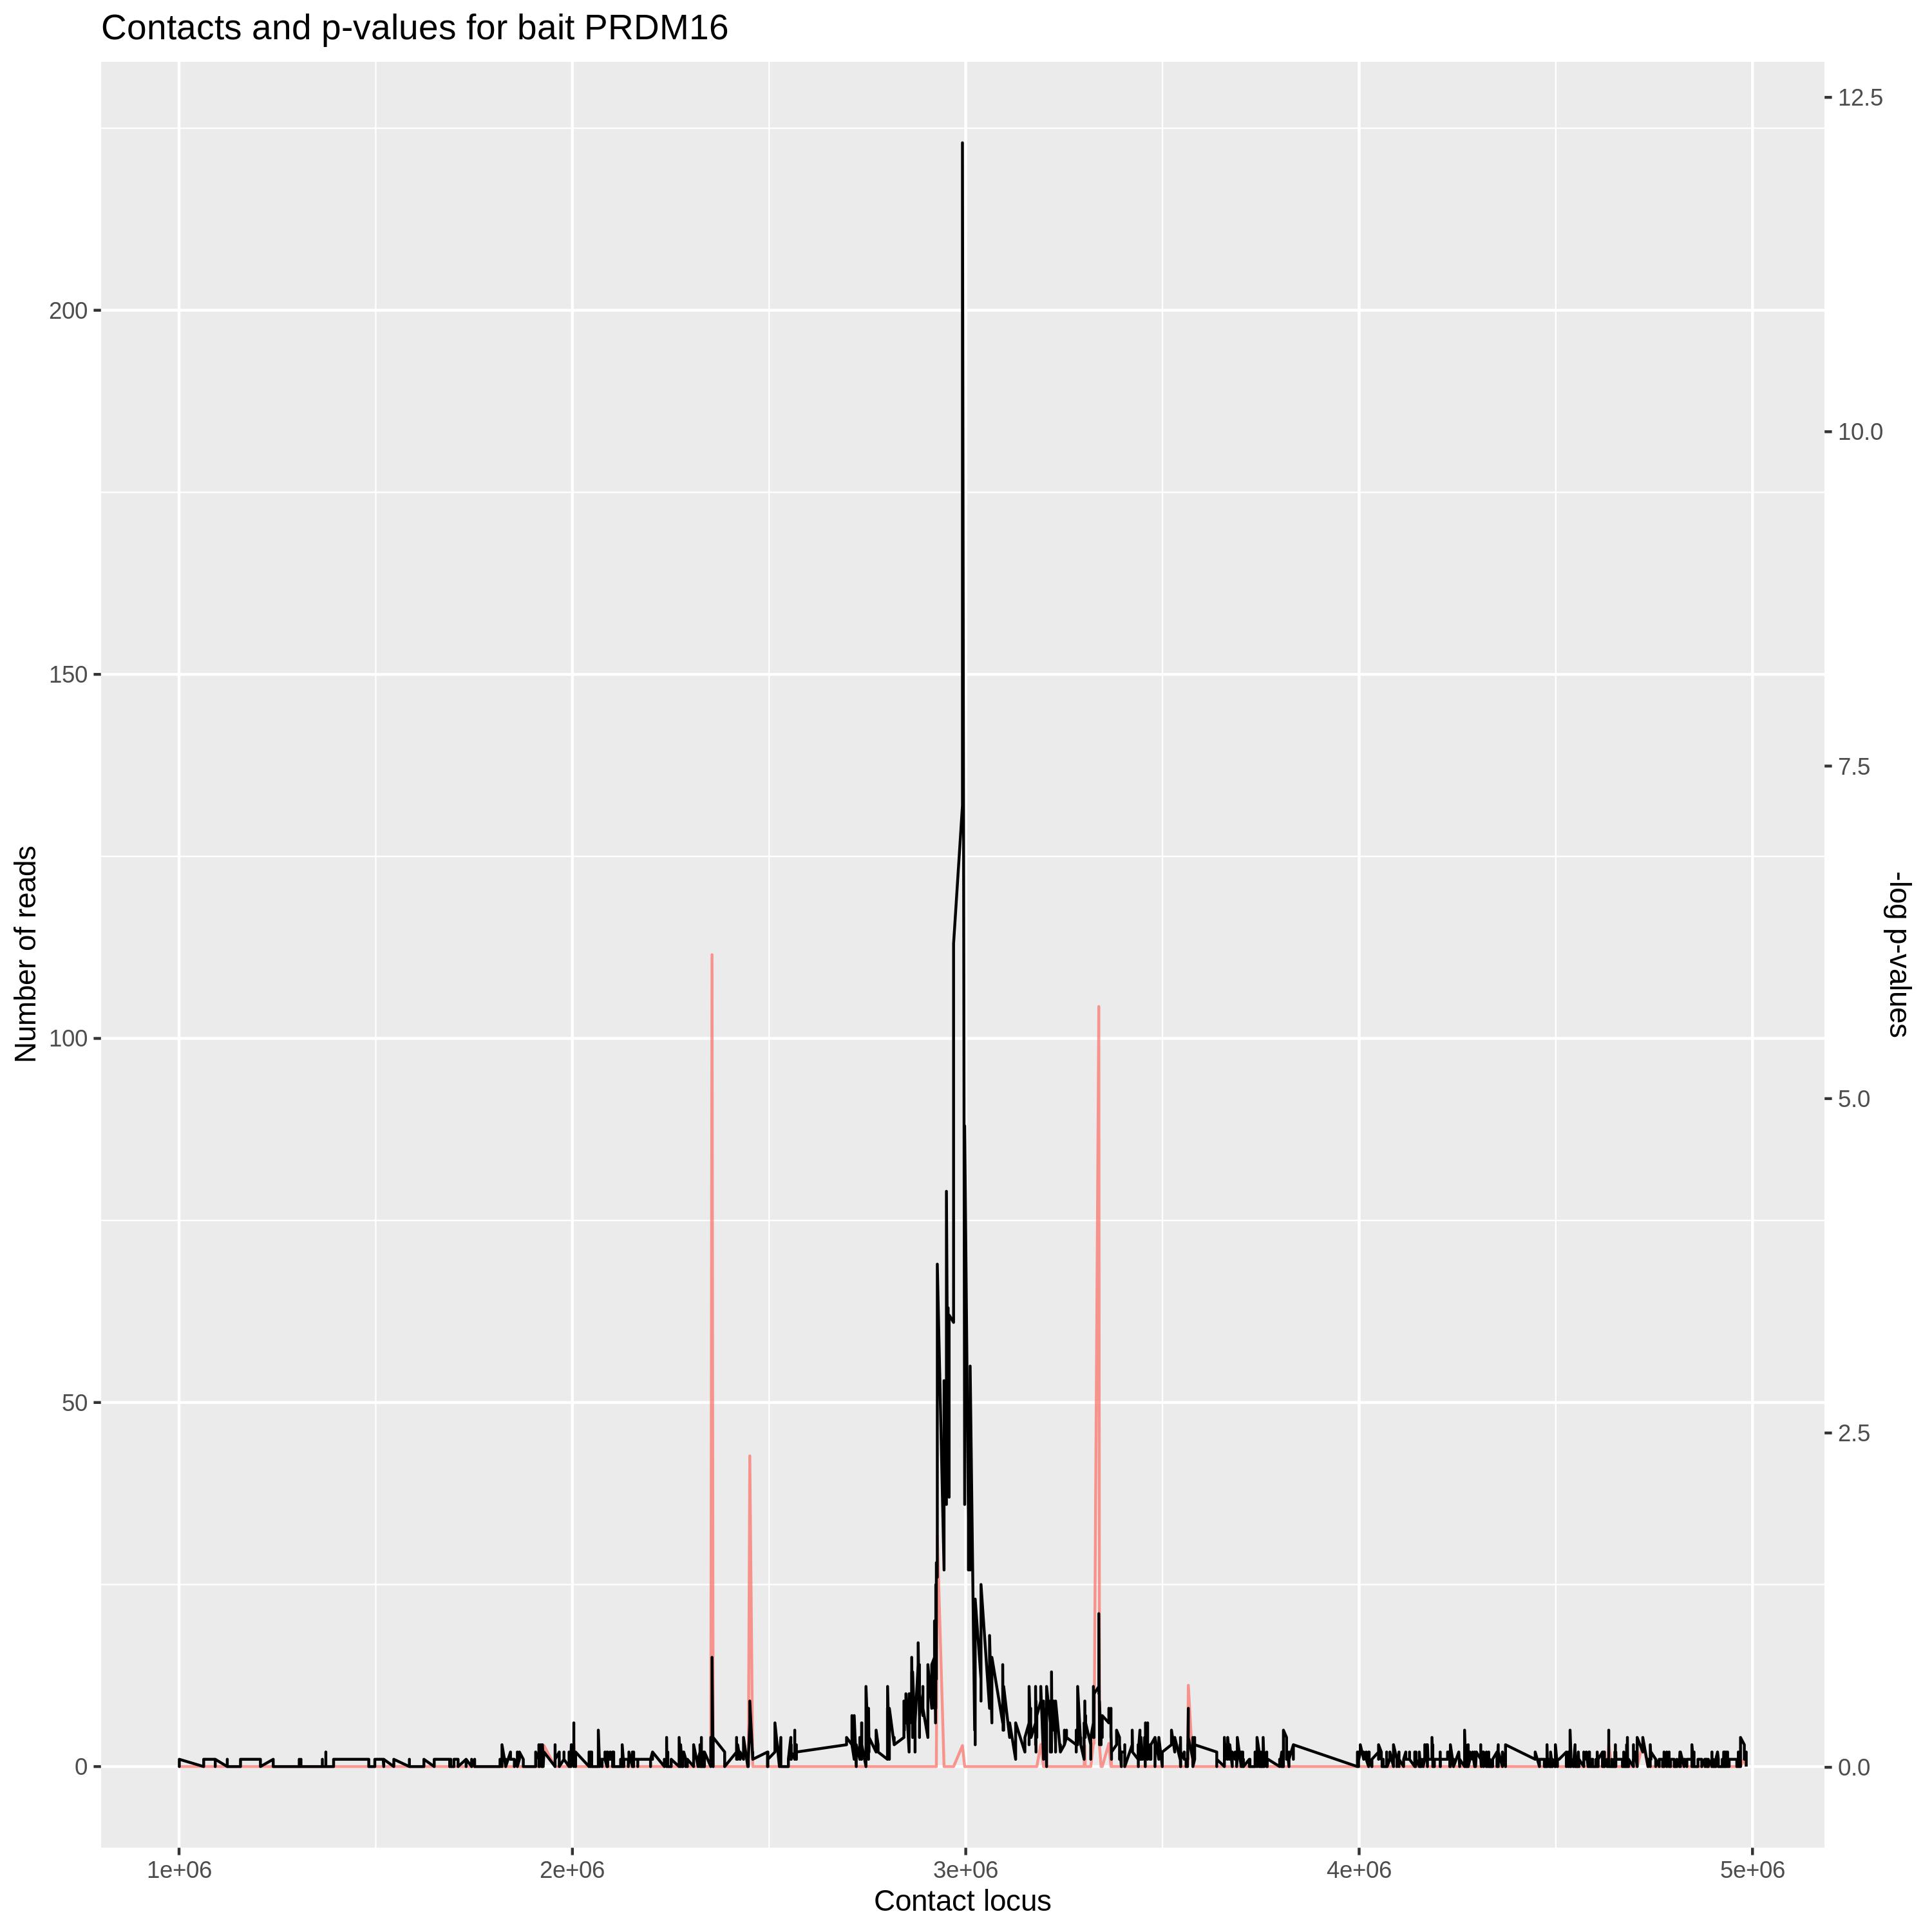 Contacts and p-values for bait PRDM16
12.5
200
10.0
150
7.5
Number of reads
-log p-values
100
5.0
50
2.5
0
0.0
1e+06 2e+06 3e+06 4e+06 5e+06
Contact locus